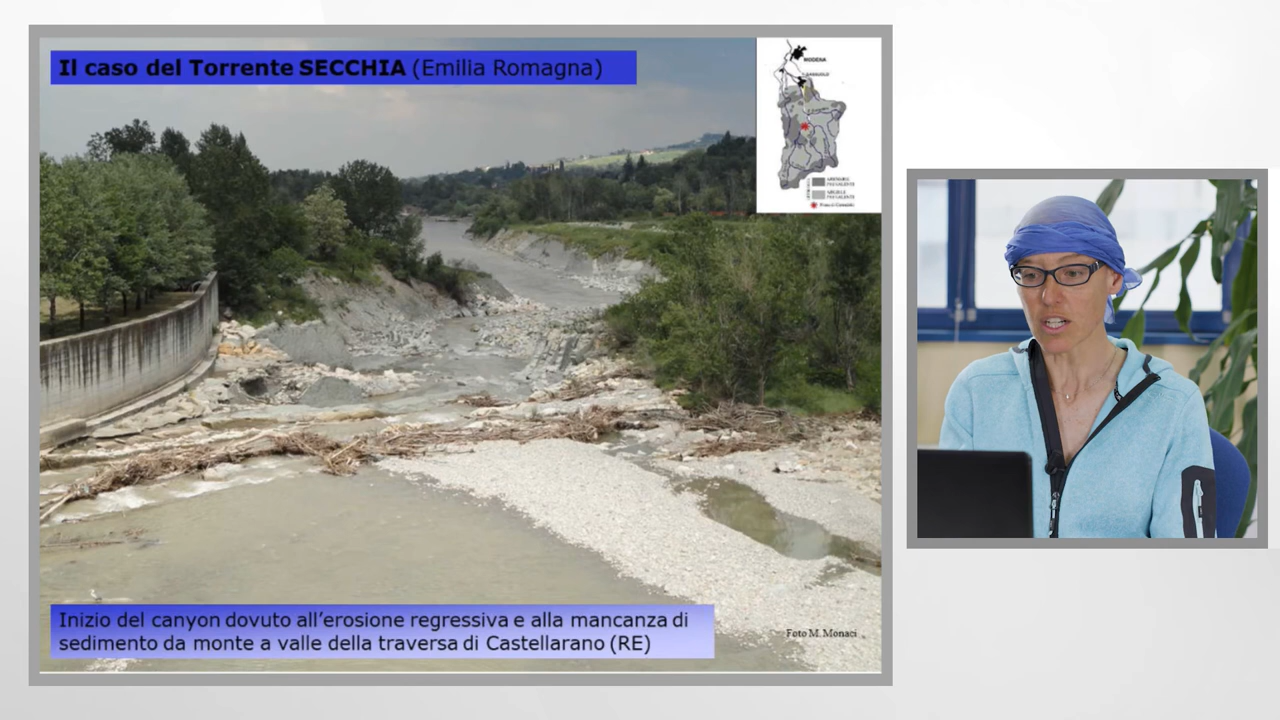 Il caso del Torrente SECCHIA (Emilia Romagna)
MODENA
SASSUOLO
Inizio del canyon dovuto all'erosione regressiva e alla mancanza di
sedimento da monte a valle della traversa di Castellarano (RE)
Foto M. Monaci